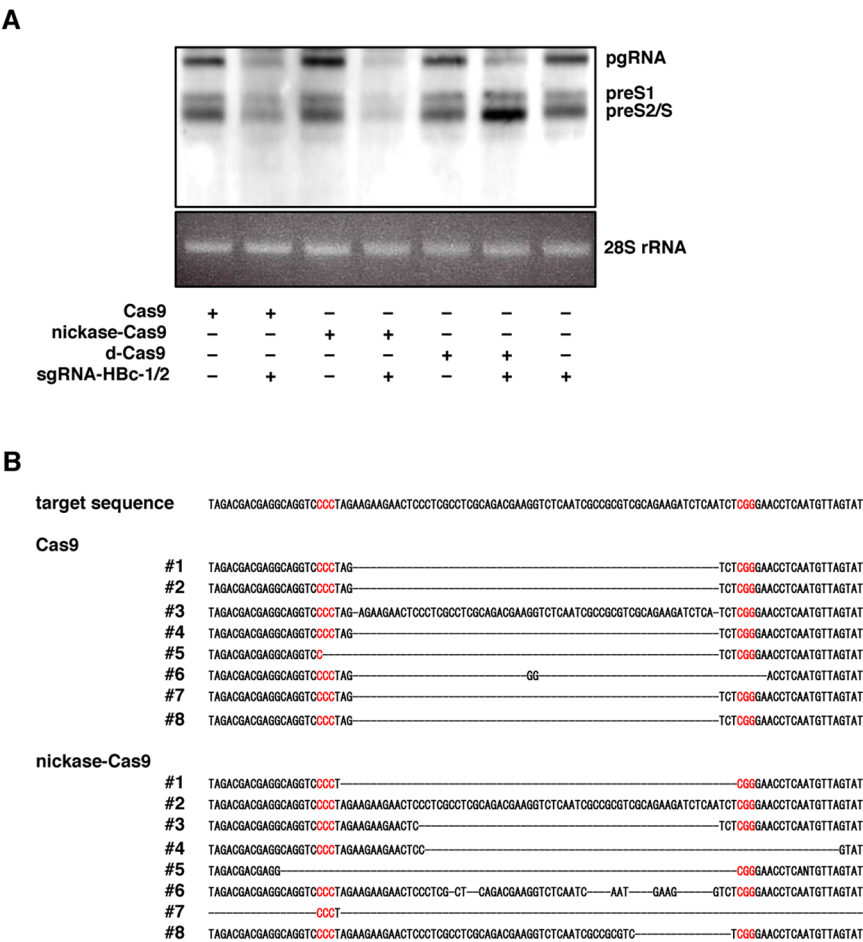 A
pgRNA
preS1
preS2/S
28S rRNA
Cas9 + + – – – – –
nickase-Cas9 – – + + – – –
d-Cas9 – – – – + + –
sgRNA-HBc-1/2 – + – + – + +
B
target sequence TAGACGACGAGGCAGGTCCCCTAGAAGAAGAACTCCCTCGCCTCGCAGACGAAGGTCTCAATCGCCGCGTCGCAGAAGATCTCAATCTCGGGAACCTCAATGTTAGTAT
Cas9
#1 TAGACGACGAGGCAGGTCCCCTAG—TCTCGGGAACCTCAATGTTAGTAT
#2 TAGACGACGAGGCAGGTCCCCTAG—TCTCGGGAACCTCAATGTTAGTAT
#3 TAGACGACGAGGCAGGTCCCCTAG-AGAAGAACTCCCTCGCCTCGCAGACGAAGGTCTCAATCGCCGCGTCGCAGAAGATCTCA-TCTCGGGAACCTCAATGTTAGTAT
#4 TAGACGACGAGGCAGGTCCCCTAG—TCTCGGGAACCTCAATGTTAGTAT
#5 TAGACGACGAGGCAGGTCC—TCTCGGGAACCTCAATGTTAGTAT
#6 TAGACGACGAGGCAGGTCCCCTAG—GG—ACCTCAATGTTAGTAT
#7 TAGACGACGAGGCAGGTCCCCTAG—TCTCGGGAACCTCAATGTTAGTAT
#8 TAGACGACGAGGCAGGTCCCCTAG—TCTCGGGAACCTCAATGTTAGTAT
nickase-Cas9
#1 TAGACGACGAGGCAGGTCCCCT—CGGGAACCTCAATGTTAGTAT
#2 TAGACGACGAGGCAGGTCCCCTAGAAGAAGAACTCCCTCGCCTCGCAGACGAAGGTCTCAATCGCCGCGTCGCAGAAGATCTCAATCTCGGGAACCTCAATGTTAGTAT
#3 TAGACGACGAGGCAGGTCCCCTAGAAGAAGAACTC—TCTCGGGAACCTCAATGTTAGTAT
#4 TAGACGACGAGGCAGGTCCCCTAGAAGAAGAACTCC—GTAT
#5 TAGACGACGAGG—CGGGAACCTCANTGTTAGTAT
#6 TAGACGACGAGGCAGGTCCCCTAGAAGAAGAACTCCCTCG-CT--CAGACGAAGGTCTCAATC----AAT----GAAG------GTCTCGGGAACCTCAATGTTAGTAT
#7 —CCCT—
#8 TAGACGACGAGGCAGGTCCCCTAGAAGAAGAACTCCCTCGCCTCGCAGACGAAGGTCTCAATCGCCGCGTC—TCGGGAACCTCAATGTTAGTAT